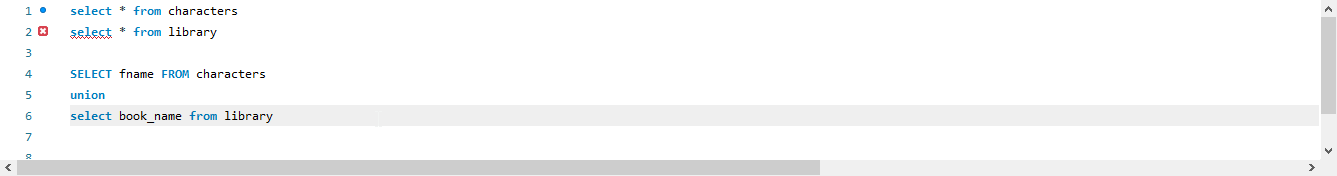 1 select * from characters
2 select * from library
3
4 SELECT fname FROM characters
5 union
6 select book_name from library
7
8